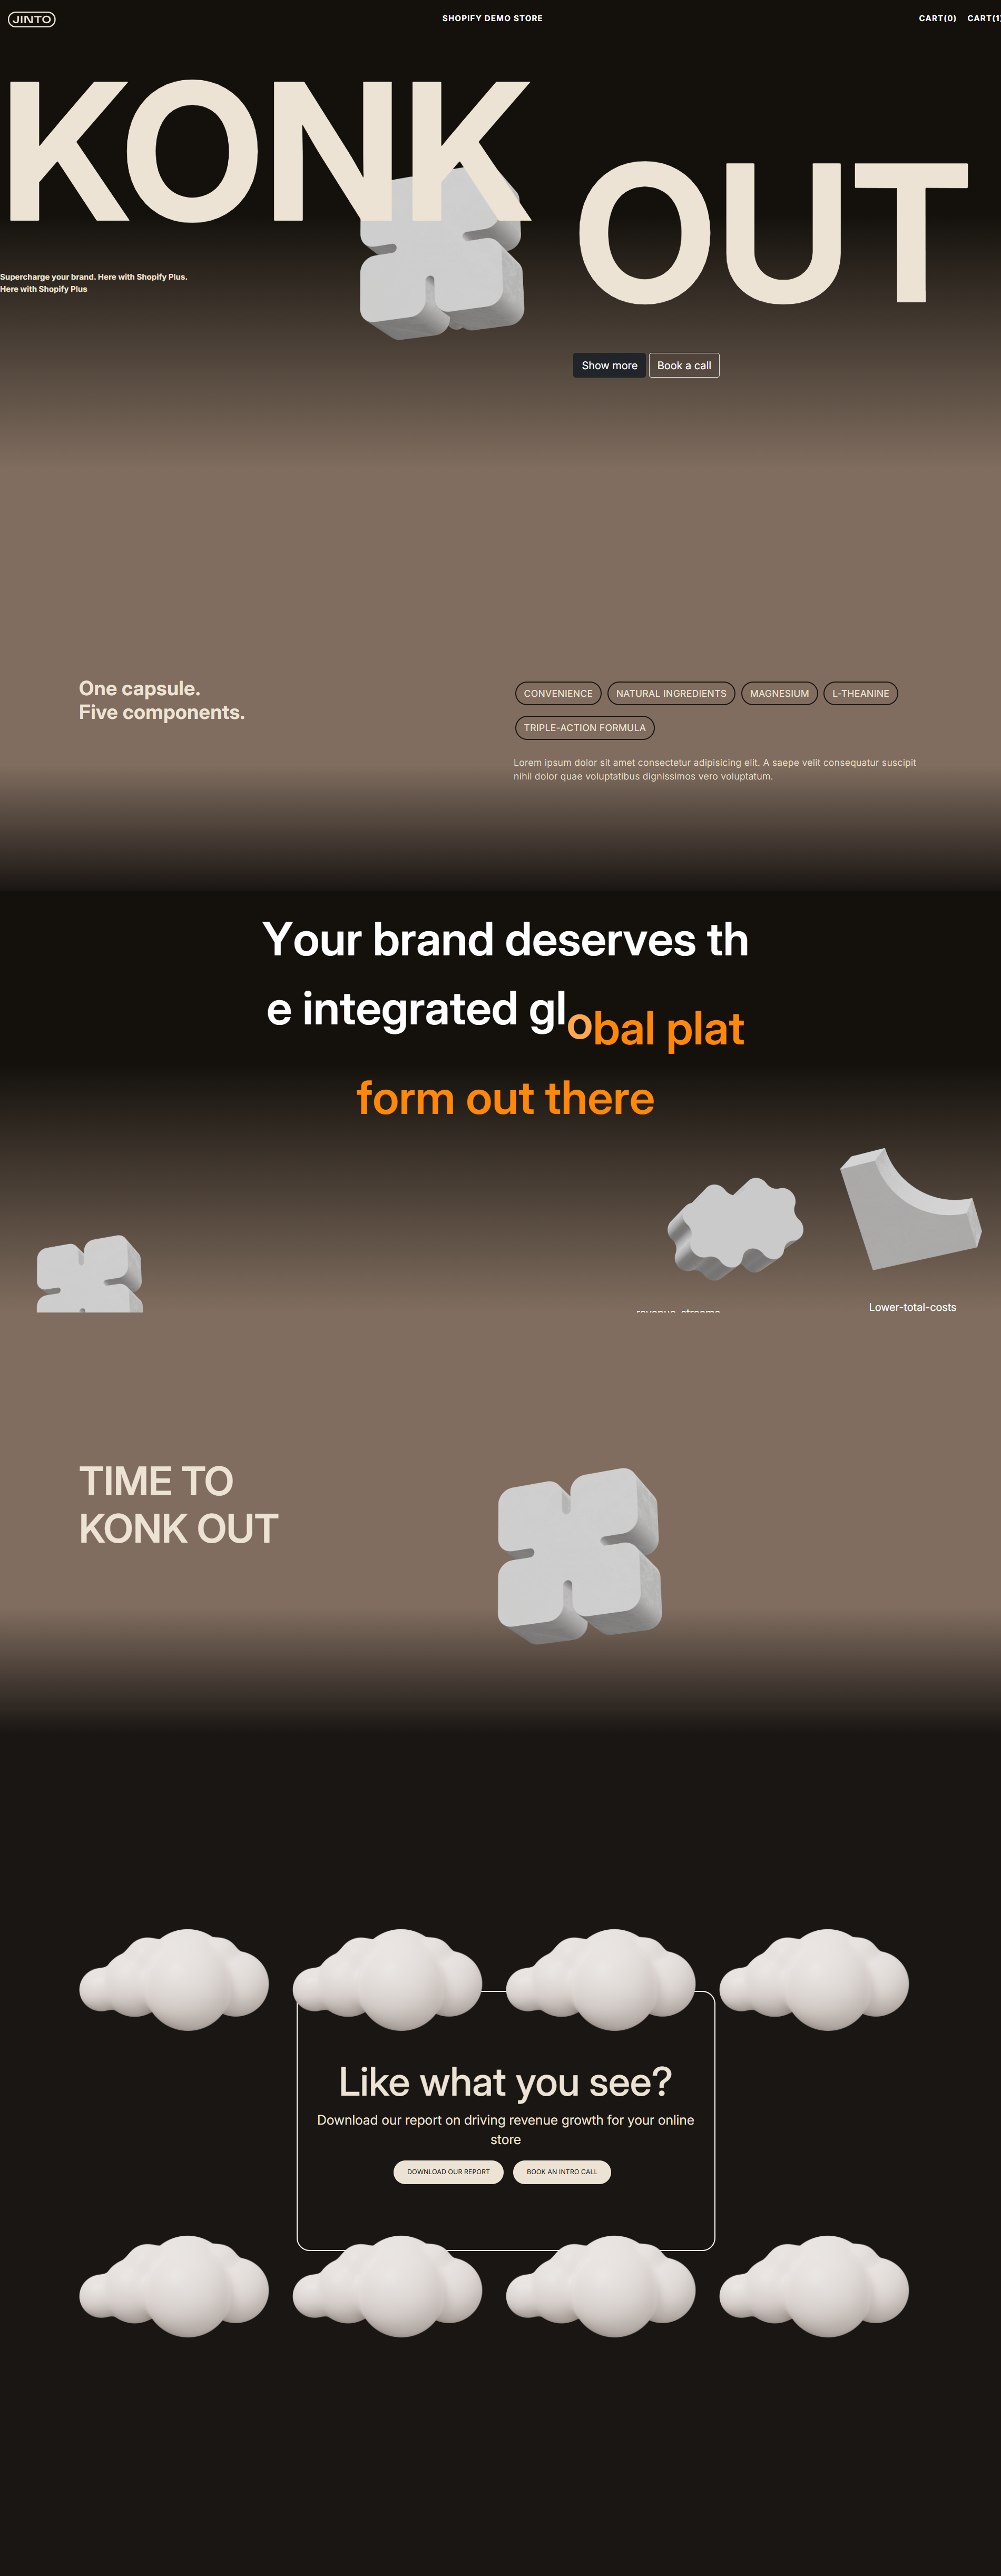 JINTO
SHOPIFY DEMO STORE
CART(0) CART(1
KONK
OUT
Supercharge your brand. Here with Shopify Plus.
Here with Shopify Plus
Show more
Book a call
One capsule.
Five components.
CONVENIENCE
NATURAL INGREDIENTS
MAGNESIUM
L-THEANINE
TRIPLE-ACTION FORMULA
Lorem ipsum dolor sit amet consectetur adipisicing elit. A saepe velit consequatur suscipit
nihil dolor quae voluptatibus dignissimos vero voluptatum.
Your brand deserves th
e integrated global plat
form out there
Lower-total-costs
TIME TO
KONK OUT
Like what you see?
Download our report on driving revenue growth for your online
store
DOWNLOAD OUR REPORT
BOOK AN INTRO CALL